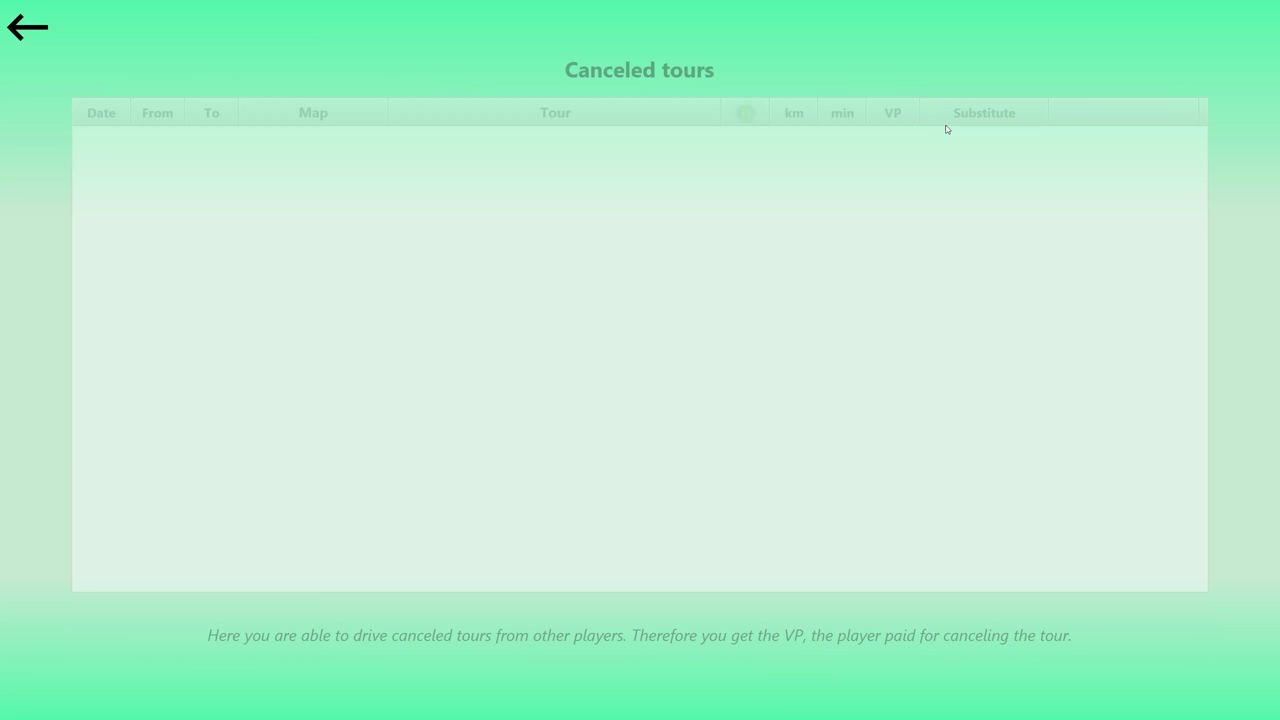 Canceled tours
Date From To Map Tour km min VP Substitute
Here you are able to drive canceled tours from other players. Therefore you get the VP, the player paid for canceling the tour.